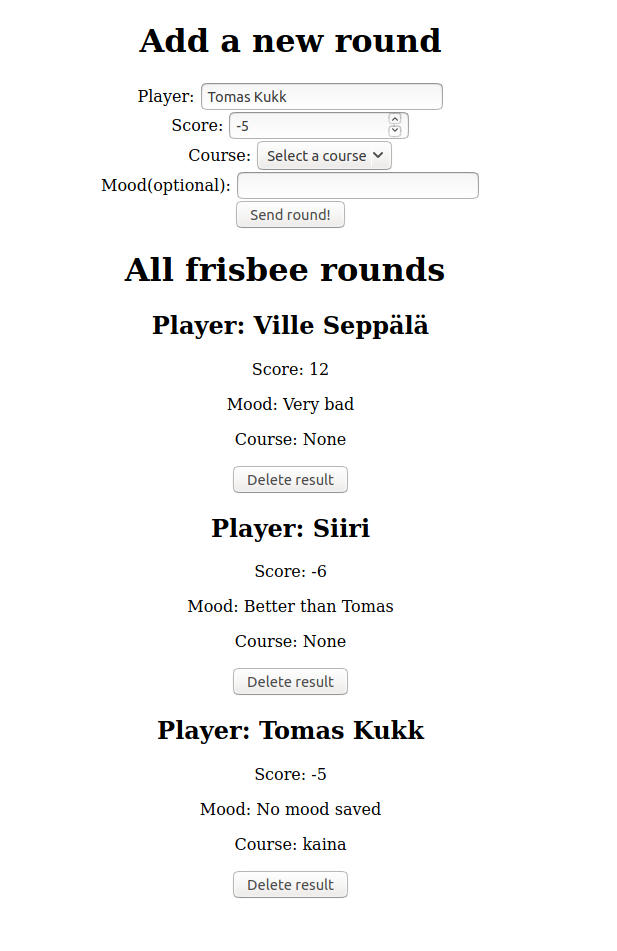 Add a new round
Player: Tomas Kukk
Score: -5
Course: Select a course
Mood(optional):
Send round!
All frisbee rounds
Player: Ville Seppälä
Score: 12
Mood: Very bad
Course: None
Delete result
Player: Siiri
Score: -6
Mood: Better than Tomas
Course: None
Delete result
Player: Tomas Kukk
Score: -5
Mood: No mood saved
Course: kaina
Delete result